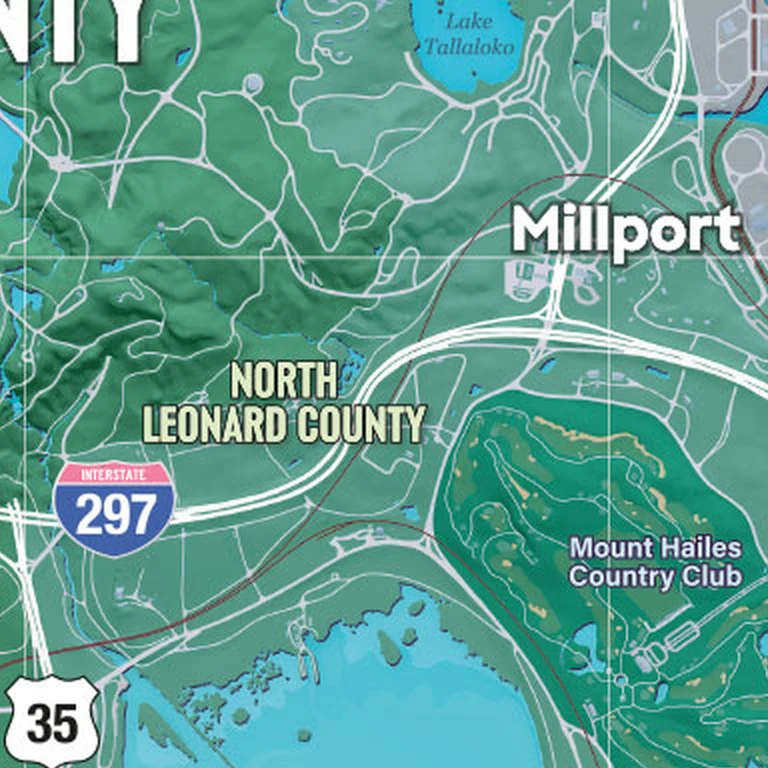 NTY
Lake
Tallaloko
Millport
NORTH
LEONARD COUNTY
INTERSTATE
297
Mount Hailes
Country Club
35